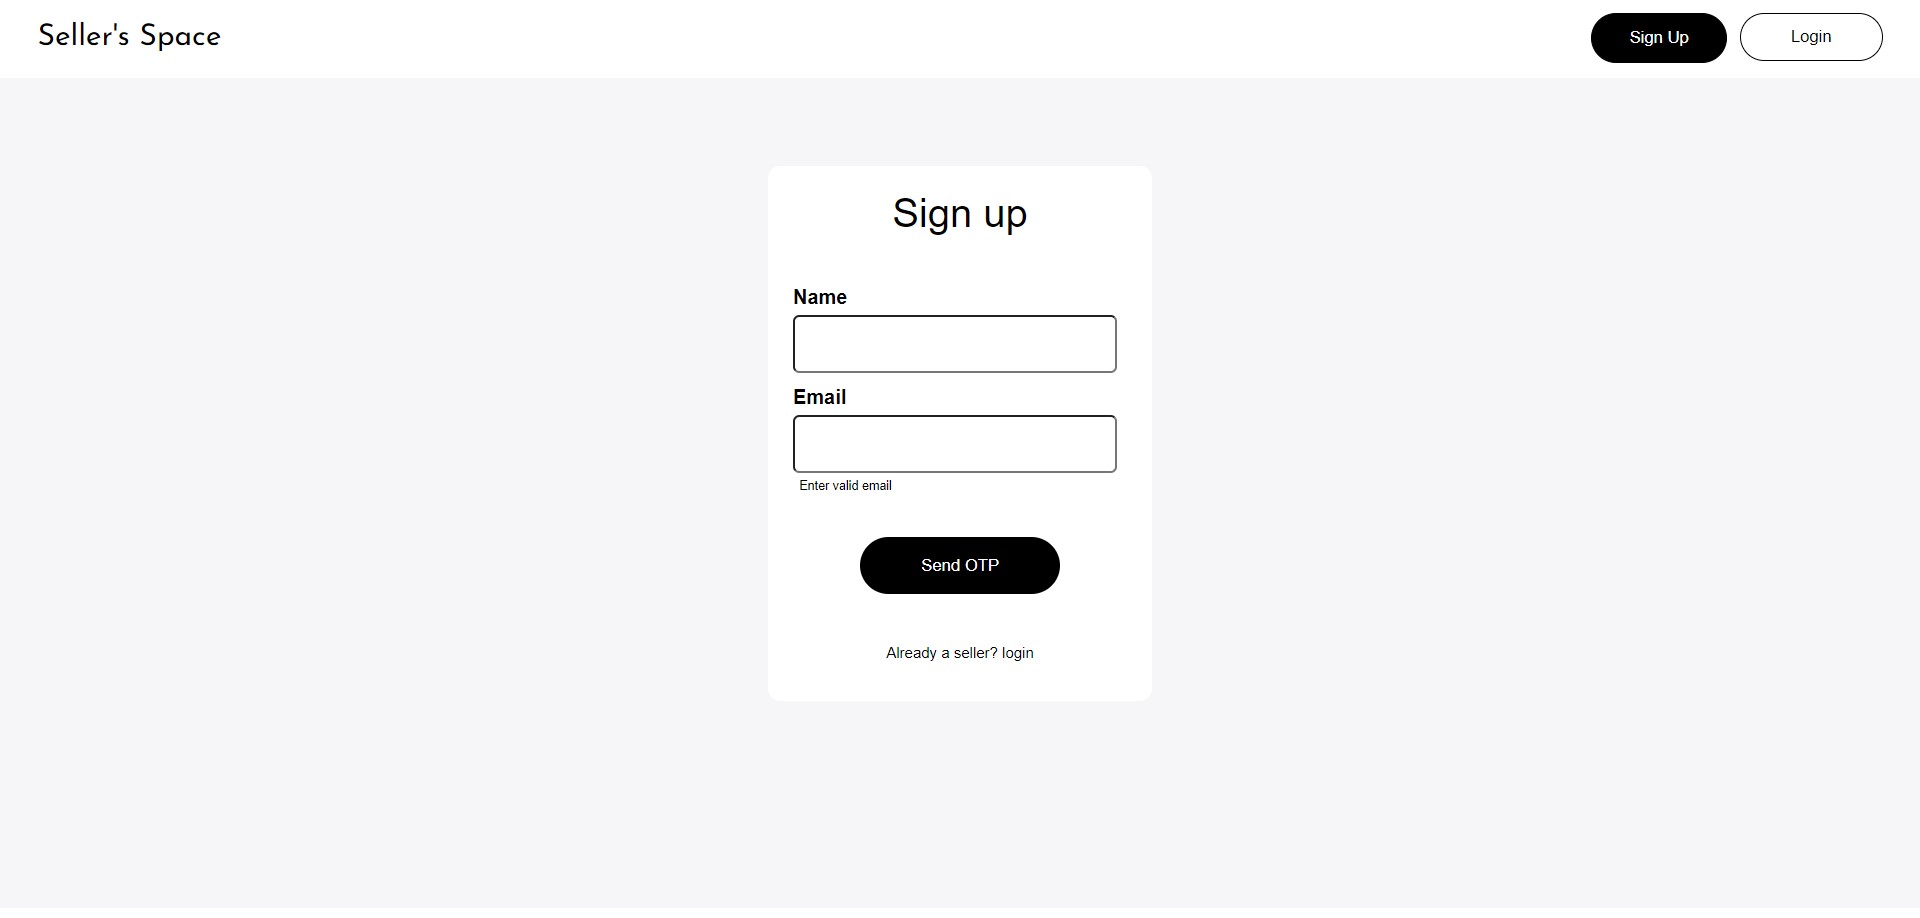 Seller's Space
Sign Up
Login
Sign up
Name
Email
Enter valid email
Send OTP
Already a seller? login